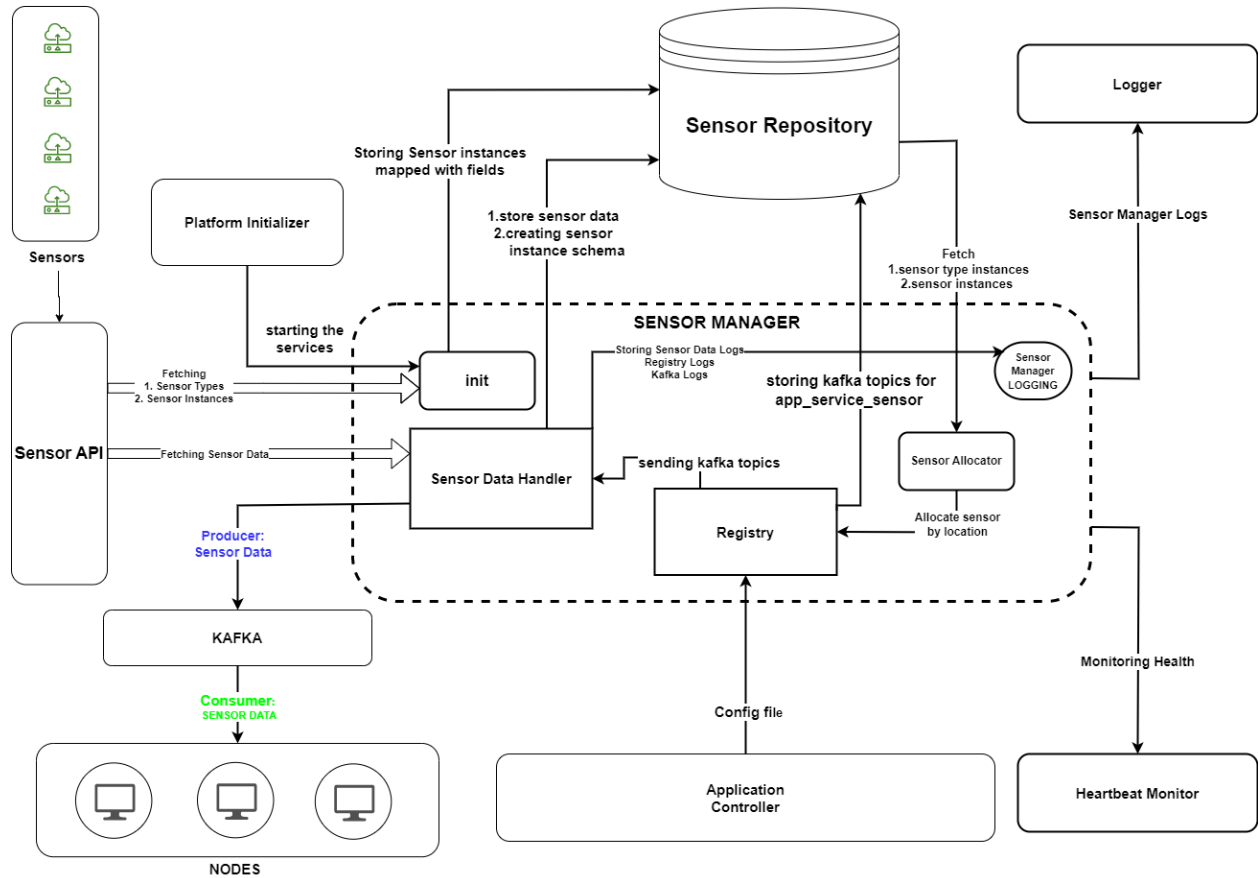 Logger
Sensor Repository
Storing Sensor instances
mapped with fields
Platform Initializer
1.store sensor data
2.creating sensor
instance schema
Sensor Manager Logs
Sensors
Fetch
1.sensor type instances
2.sensor instances
SENSOR MANAGER
starting the
services
Storing Sensor Data Logs
Registry Logs
Kafka Logs
Sensor
Manager
LOGGING
init
Fetching
1. Sensor Types
2. Sensor Instances
storing kafka topics for
app_service_sensor
Sensor API
Fetching Sensor Data
Sensor Data Handler
sending kafka topics
Sensor Allocator
Registry
Allocate sensor
by location
Producer:
Sensor Data
KAFKA
Monitoring Health
Consumer:
SENSOR DATA
Config file
Application
Controller
Heartbeat Monitor
NODES